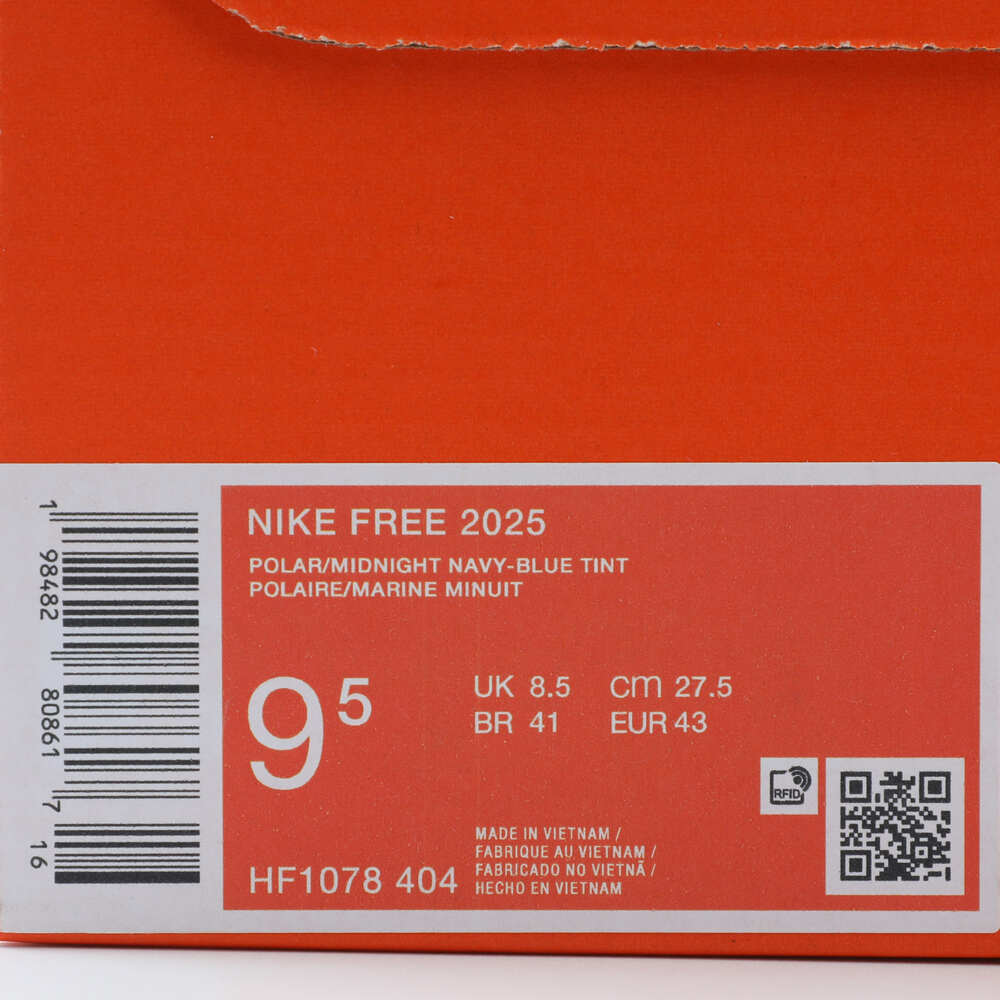 NIKE FREE 2025
POLAR/MIDNIGHT NAVY-BLUE TINT
POLAIRE/MARINE MINUIT
9 5
UK 8.5 cm 27.5
BR 41 EUR 43
RFID
MADE IN VIETNAM /
FABRIQUE AU VIETNAM /
FABRICADO NO VIETNÃ /
HECHO EN VIETNAM
HF1078 404
1 98482 80861 7 16